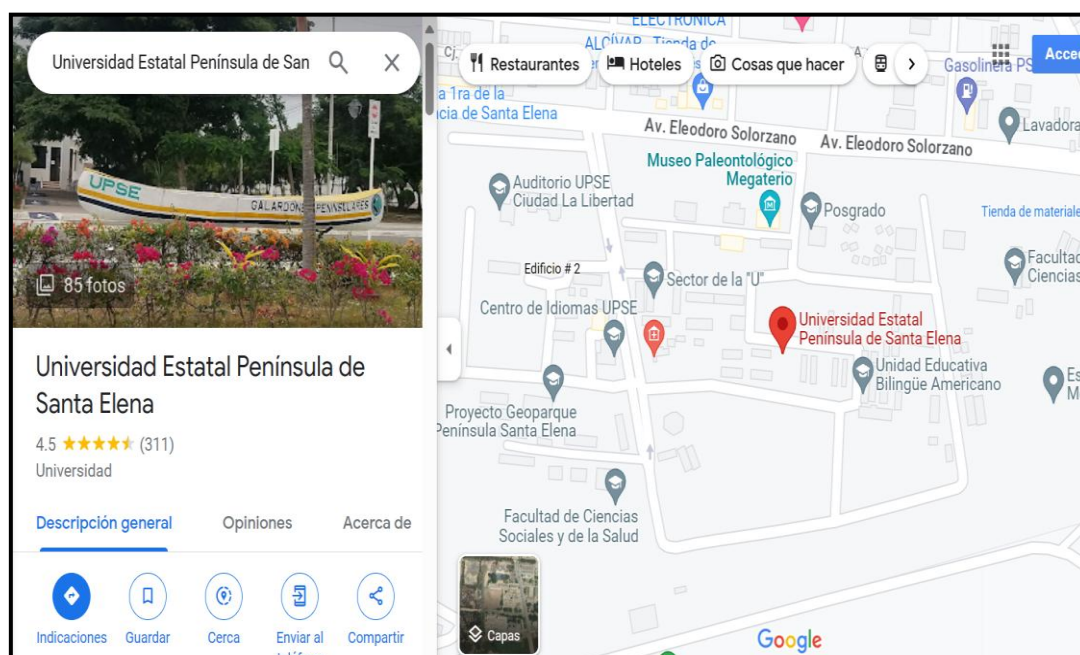 Universidad Estatal Península de San
UPSE
GALARDONES PENINSULARES
85 fotos
Universidad Estatal Península de
Santa Elena
4.5 (311)
Universidad
Descripción general
Opiniones
Acerca de
Indicaciones
Guardar
Cerca
Enviar al
Compartir
ELECTRONICA
ALCÍVAR - Tienda de
Cj.
Restaurantes
Hoteles
Cosas que hacer
A
Gasolinera PS
Acce
a 1ra de la
ncia de Santa Elena
Av. Eleodoro Solorzano
Av. Eleodoro Solorzano
Lavadora
Museo Paleontológico
Megaterio
Auditorio UPSE
Ciudad La Libertad
Posgrado
Tienda de materiale
Facultad
Ciencias
Edificio # 2
Sector de la "U"
Centro de Idiomas UPSE
Universidad Estatal
Península de Santa Elena
Unidad Educativa
Bilingüe Americano
Es
M
Proyecto Geoparque
Península Santa Elena
Facultad de Ciencias
Sociales y de la Salud
Capas
Google